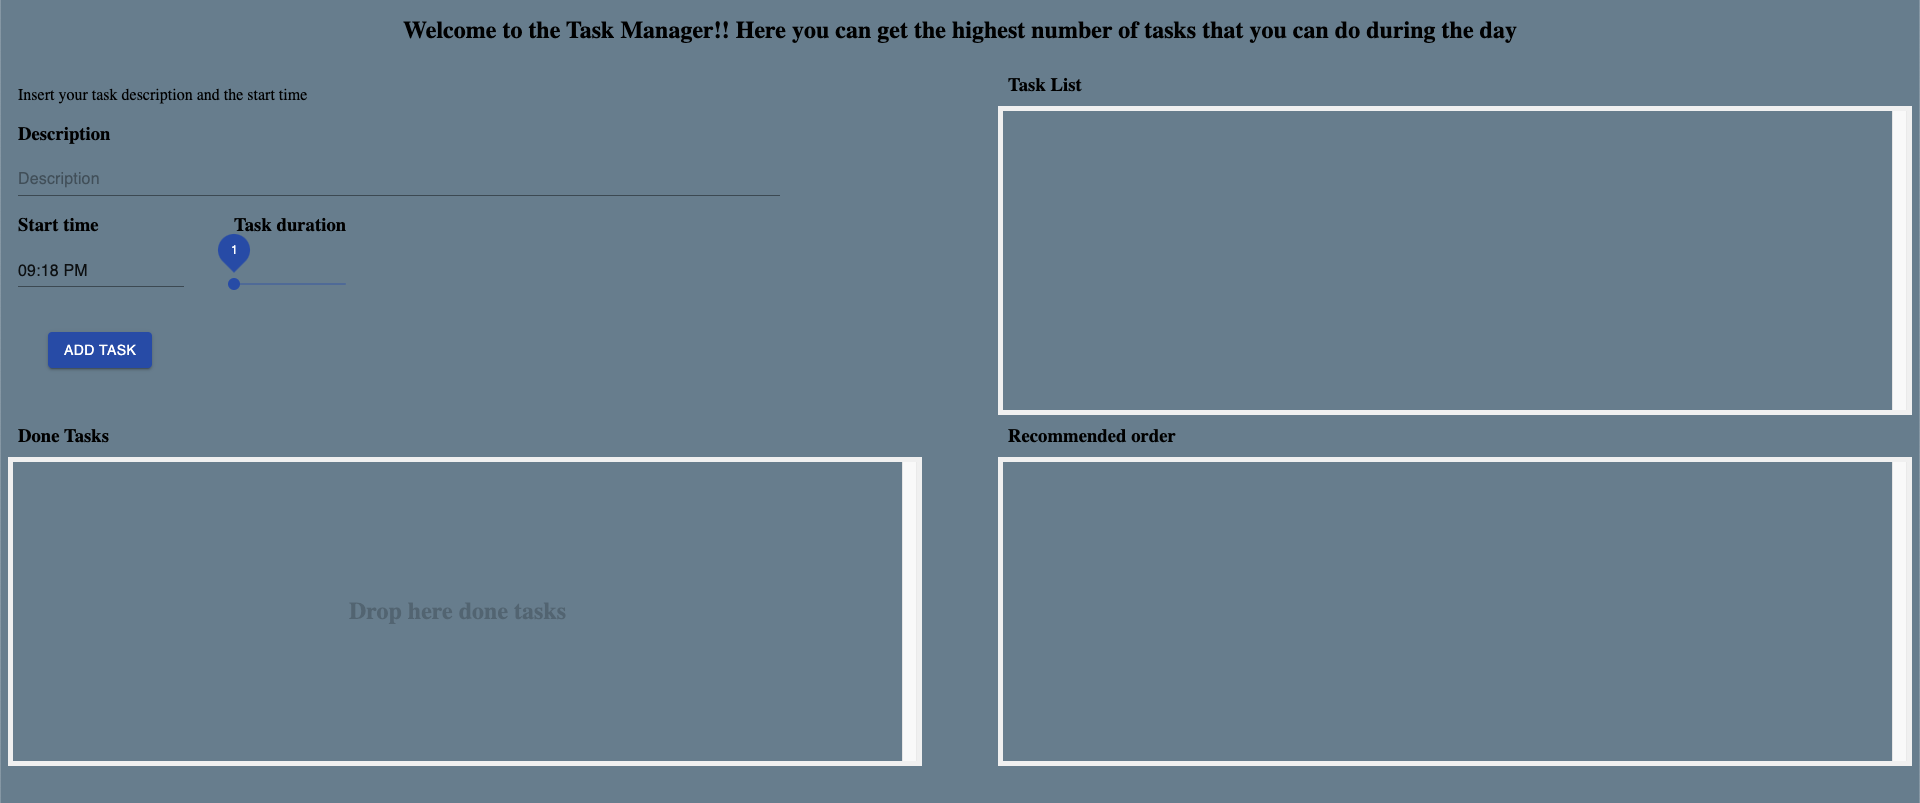 Welcome to the Task Manager!! Here you can get the highest number of tasks that you can do during the day
Insert your task description and the start time
Description
Description
Start time
Task duration
1
09:18 PM
ADD TASK
Task List
Done Tasks
Drop here done tasks
Recommended order